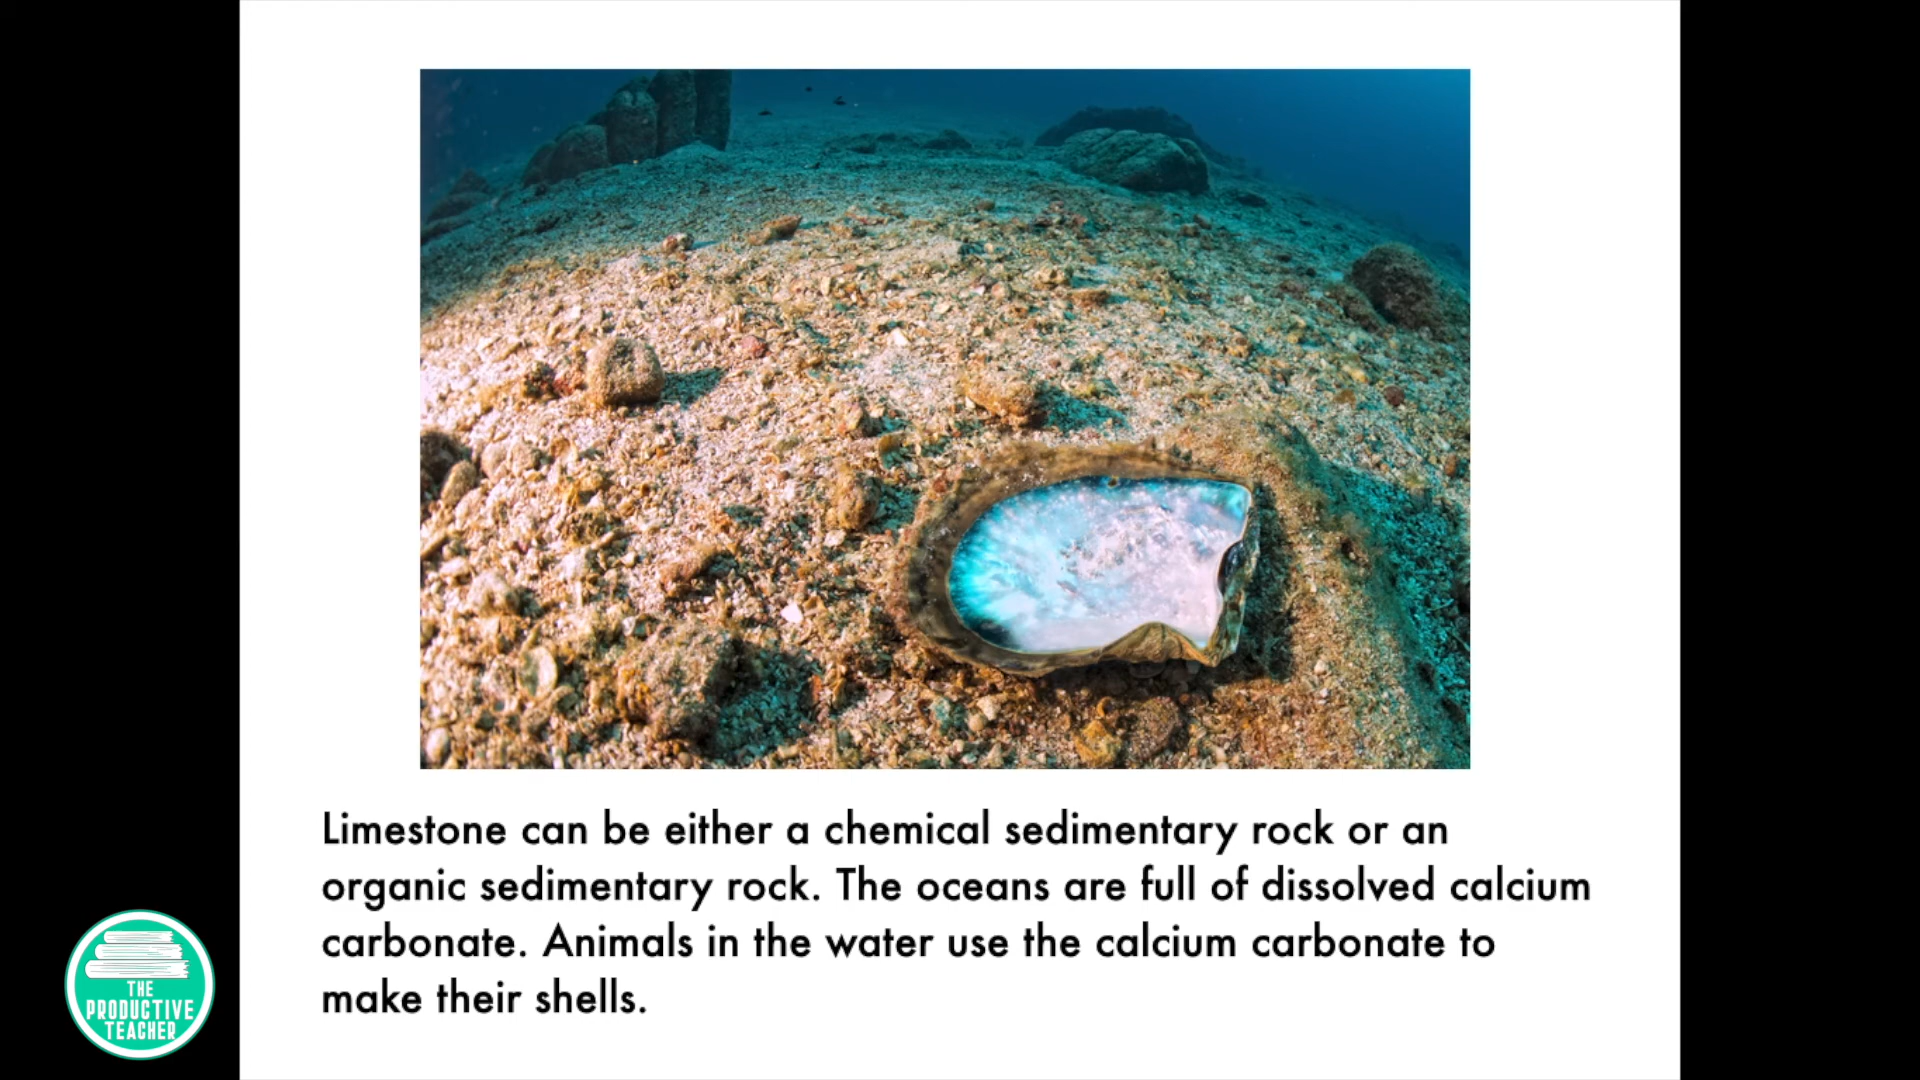 Limestone can be either a chemical sedimentary rock or an
organic sedimentary rock. The oceans are full of dissolved calcium
carbonate. Animals in the water use the calcium carbonate to
make their shells.
THE
PRODUCTIVE
TEACHER